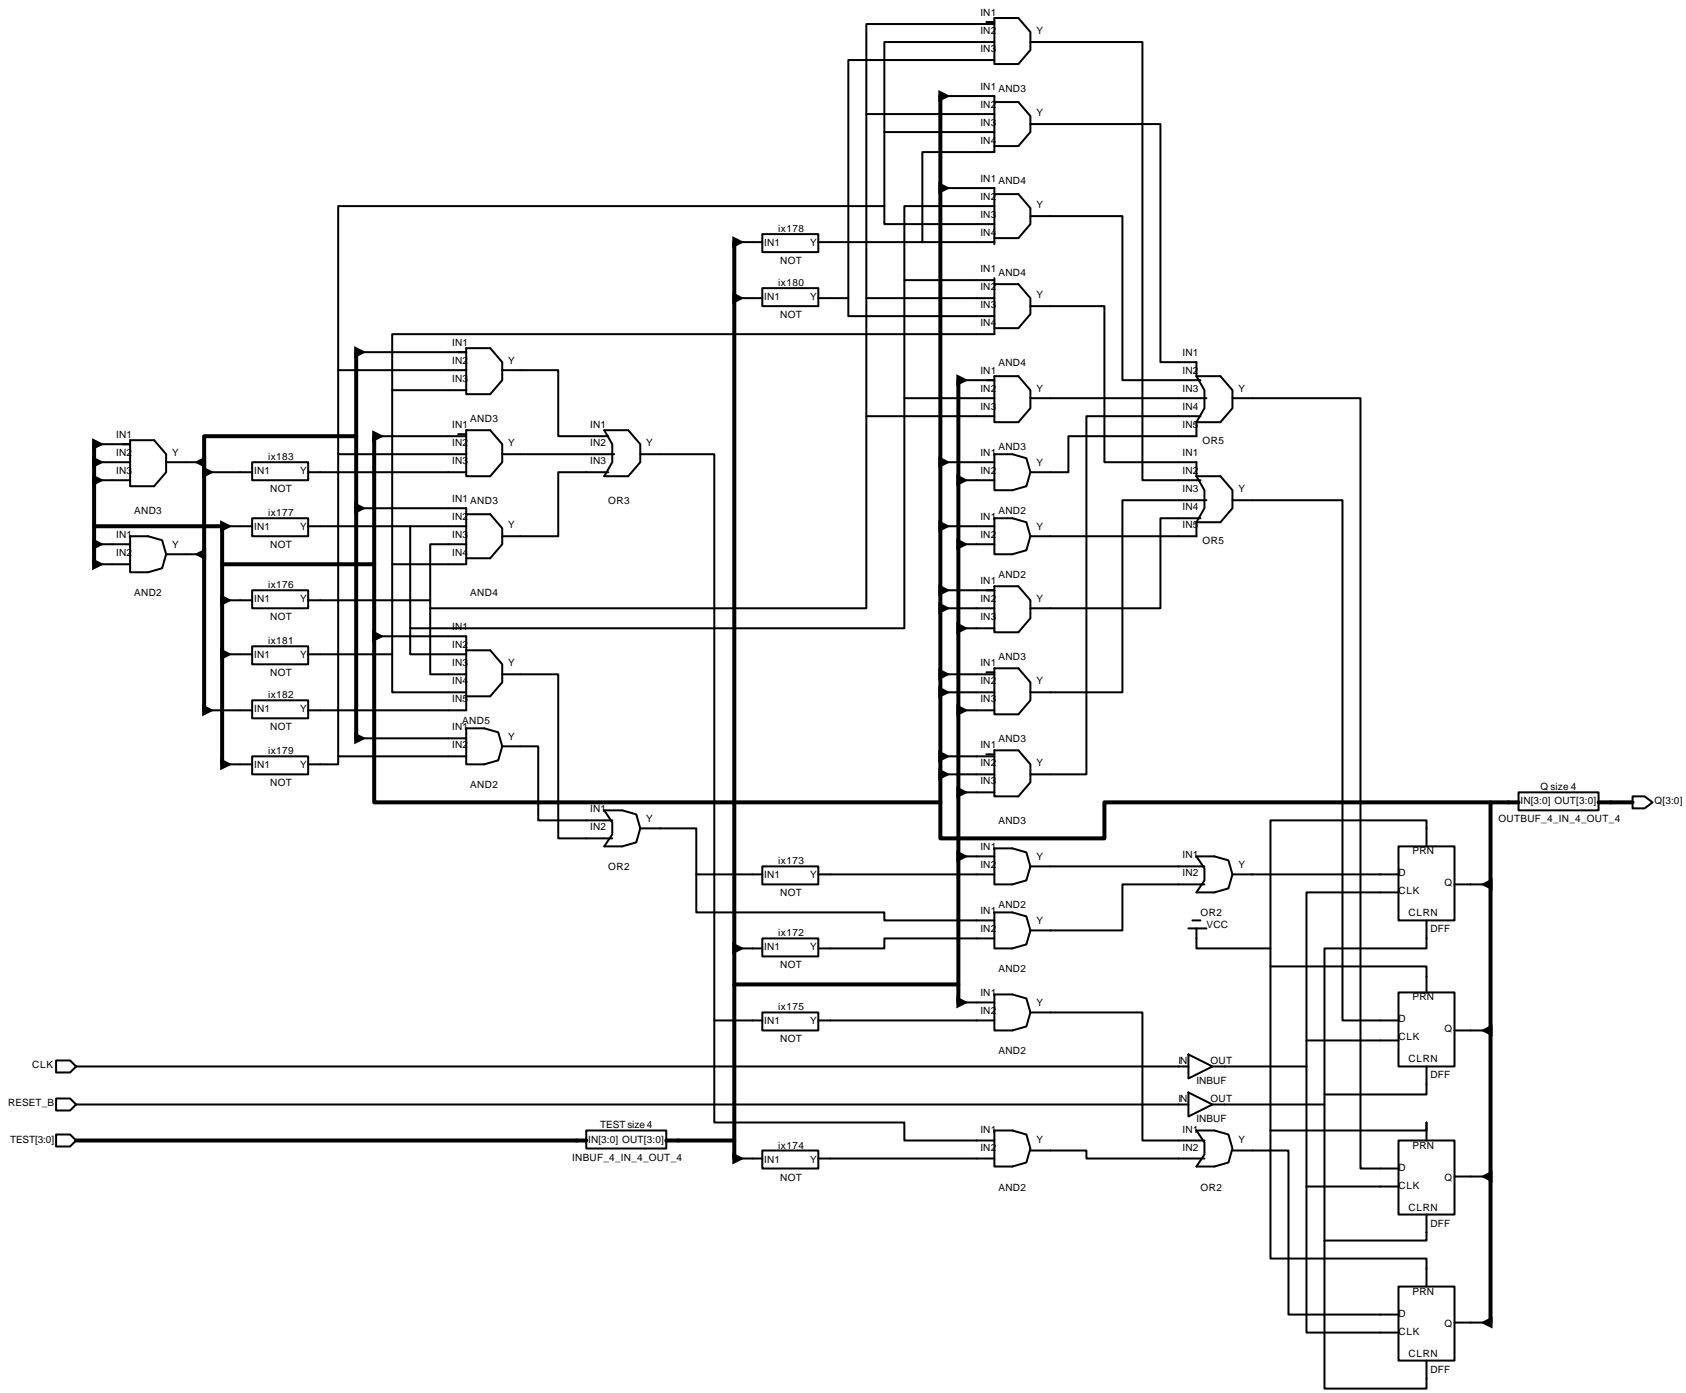 IN1
IN2
IN3
Y
IN1 AND3
IN2
IN3
IN4
Y
IN1 AND4
IN2
IN3
IN4
Y
ix178
IN1 Y
NOT
IN1 AND4
IN2
IN3
IN4
Y
ix180
IN1 Y
NOT
IN1
IN2
IN3
Y
AND4
IN1
IN2
IN3
Y
IN1
IN2
IN3
IN4
IN5
Y
OR5
IN1
IN2
IN3
Y
AND3
ix183
IN1 Y
NOT
AND3
IN1
IN2
IN3
Y
IN1
IN2
IN3
Y
OR3
AND3
IN1
IN2
Y
IN1
IN2
IN3
IN4
IN5
Y
OR5
IN1 AND3
IN2
IN3
IN4
Y
AND4
ix177
IN1 Y
NOT
IN1
IN2
Y
AND2
AND2
IN1
IN2
Y
ix176
IN1 Y
NOT
AND2
IN1
IN2
IN3
Y
ix181
IN1 Y
NOT
IN1
IN2
IN3
IN4
IN5
Y
AND5
AND3
IN1
IN2
IN3
Y
ix182
IN1 Y
NOT
ix179
IN1 Y
NOT
IN1
IN2
Y
AND2
AND3
IN1
IN2
IN3
Y
AND3
Q size 4
IN[3:0] OUT[3:0]
OUTBUF_4_IN_4_OUT_4
Q[3:0]
IN1
IN2
Y
OR2
ix173
IN1 Y
NOT
IN1
IN2
Y
AND2
IN1
IN2
Y
OR2
VCC
PRN
D
CLK
Q
CLRN
DFF
ix172
IN1 Y
NOT
IN1
IN2
Y
AND2
ix175
IN1 Y
NOT
IN1
IN2
Y
AND2
PRN
D
CLK
Q
CLRN
DFF
CLK
IN OUT
INBUF
RESET_B
IN OUT
INBUF
TEST[3:0]
TEST size 4
IN[3:0] OUT[3:0]
INBUF_4_IN_4_OUT_4
ix174
IN1 Y
NOT
IN1
IN2
Y
AND2
IN1
IN2
Y
OR2
PRN
D
CLK
Q
CLRN
DFF
PRN
D
CLK
Q
CLRN
DFF